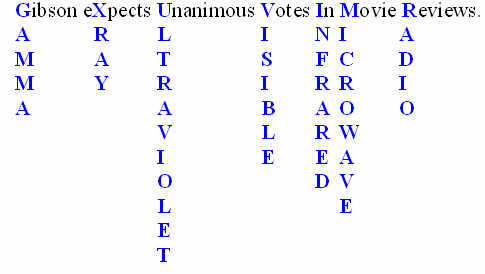 Gibson eXpects Unanimous Votes In Movie Reviews.
A R L I N I A
M A T S F C D
M Y R I R R I
A A B A O O
V L R W
I E E A
O D V
L E
E
T